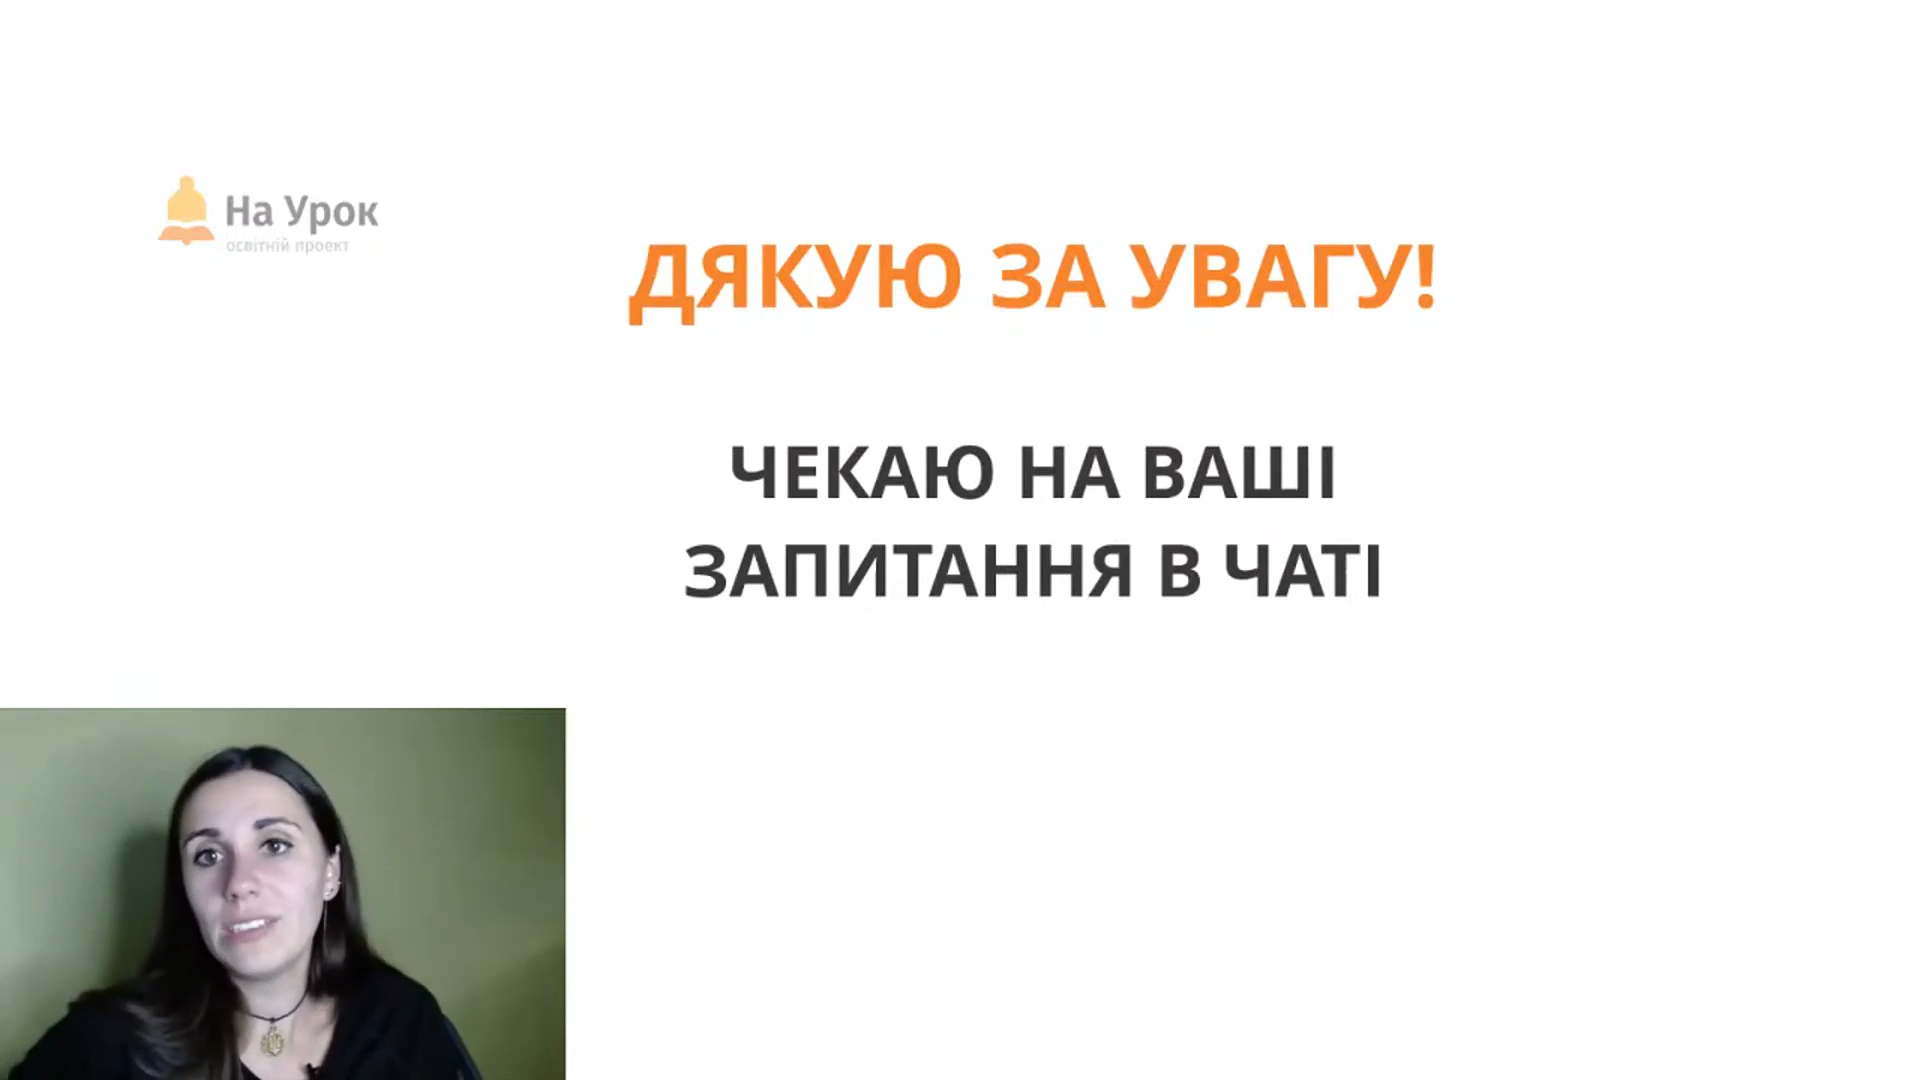 На Урок
освітній проект
ДЯКУЮ ЗА УВАГУ!
ЧЕКАЮ НА ВАШІ
ЗАПИТАННЯ В ЧАТІ